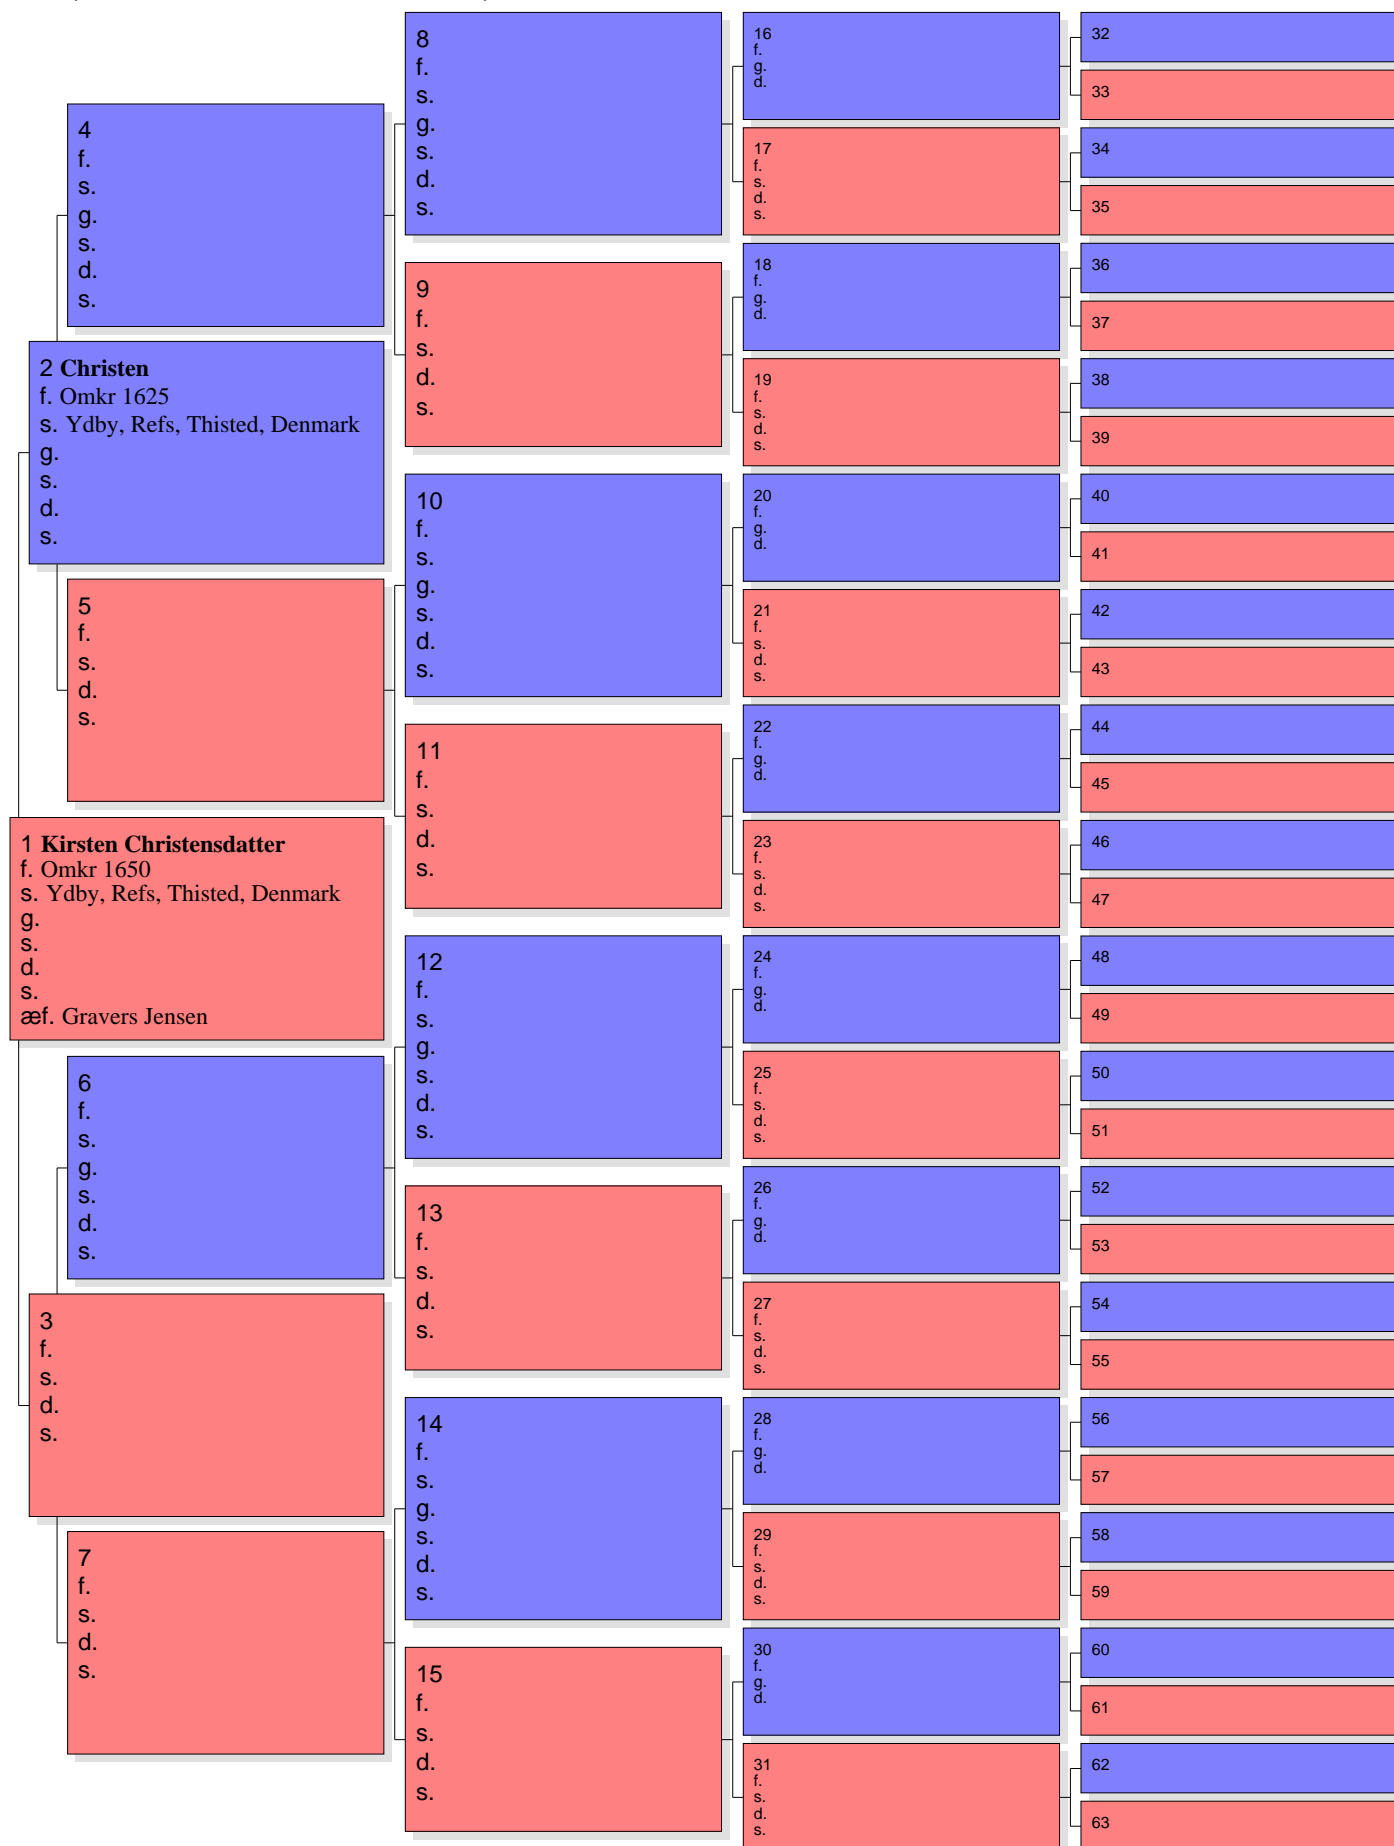 4
f.
s.
g.
s.
d.
s.
2 Christen
f. Omkr 1625
s. Ydby, Refs, Thisted, Denmark
g.
s.
d.
s.
5
f.
s.
d.
s.
1 Kirsten Christensdatter
f. Omkr 1650
s. Ydby, Refs, Thisted, Denmark
g.
s.
d.
s.
æf. Gravers Jensen
6
f.
s.
g.
s.
d.
s.
3
f.
s.
d.
s.
7
f.
s.
d.
s.
8
f.
s.
g.
s.
d.
s.
9
f.
s.
d.
s.
10
f.
s.
g.
s.
d.
s.
11
f.
s.
d.
s.
12
f.
s.
g.
s.
d.
s.
13
f.
s.
d.
s.
14
f.
s.
g.
s.
d.
s.
15
f.
s.
d.
s.
16
f.
g.
d.
17
f.
s.
d.
s.
18
f.
g.
d.
19
f.
s.
d.
s.
20
f.
g.
d.
21
f.
s.
d.
s.
22
f.
g.
d.
23
f.
s.
d.
s.
24
f.
g.
d.
25
f.
s.
d.
s.
26
f.
g.
d.
27
f.
s.
d.
s.
28
f.
g.
d.
29
f.
s.
d.
s.
30
f.
g.
d.
31
f.
s.
d.
s.
32
33
34
35
36
37
38
39
40
41
42
43
44
45
46
47
48
49
50
51
52
53
54
55
56
57
58
59
60
61
62
63